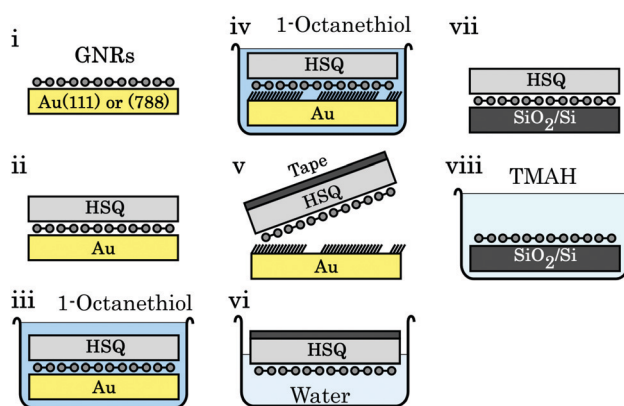 i
GNRs
Au(111) or (788)
ii
HSQ
Au
iii 1-Octanethiol
HSQ
Au
iv 1-Octanethiol
HSQ
Au
v
Tape
HSQ
Au
vi
HSQ
Water
vii
HSQ
SiO₂/Si
viii
TMAH
SiO₂/Si